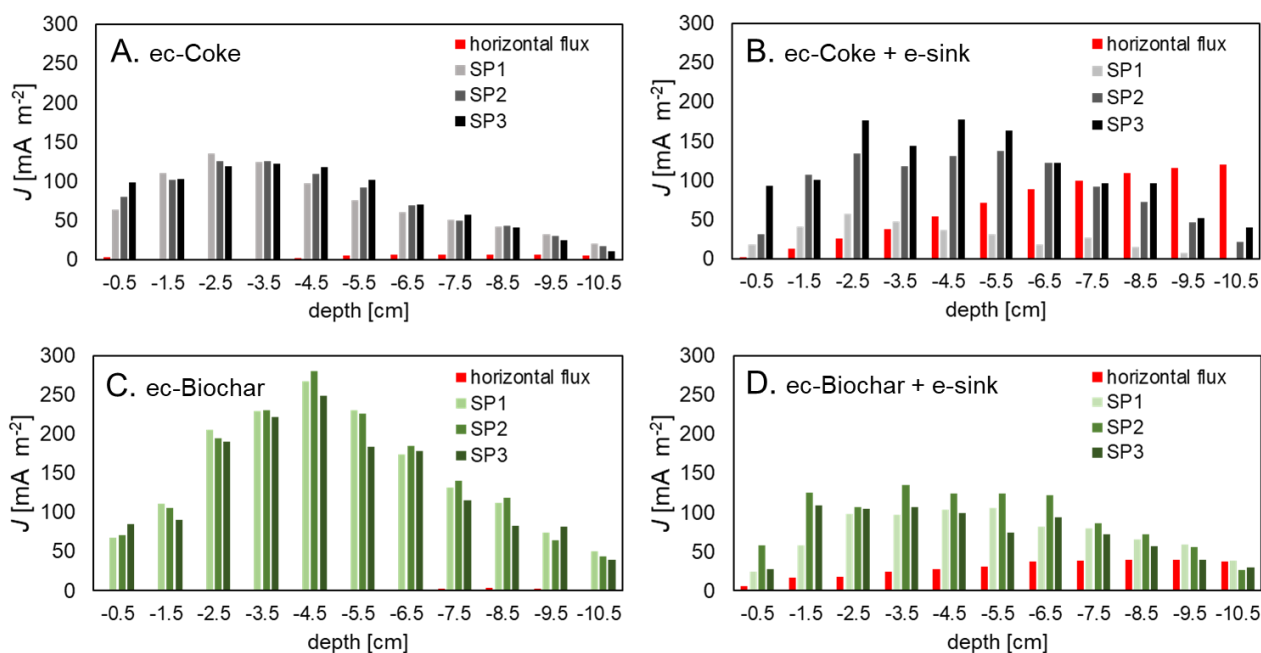 A. ec-Coke
J [mA m-2]
300
250
200
150
100
50
0
horizontal flux
SP1
SP2
SP3
-0.5 -1.5 -2.5 -3.5 -4.5 -5.5 -6.5 -7.5 -8.5 -9.5 -10.5
depth [cm]
B. ec-Coke + e-sink
J [mA m-2]
300
250
200
150
100
50
0
horizontal flux
SP1
SP2
SP3
-0.5 -1.5 -2.5 -3.5 -4.5 -5.5 -6.5 -7.5 -8.5 -9.5 -10.5
depth [cm]
C. ec-Biochar
J [mA m-2]
300
250
200
150
100
50
0
horizontal flux
SP1
SP2
SP3
-0.5 -1.5 -2.5 -3.5 -4.5 -5.5 -6.5 -7.5 -8.5 -9.5 -10.5
depth [cm]
D. ec-Biochar + e-sink
J [mA m-2]
300
250
200
150
100
50
0
horizontal flux
SP1
SP2
SP3
-0.5 -1.5 -2.5 -3.5 -4.5 -5.5 -6.5 -7.5 -8.5 -9.5 -10.5
depth [cm]